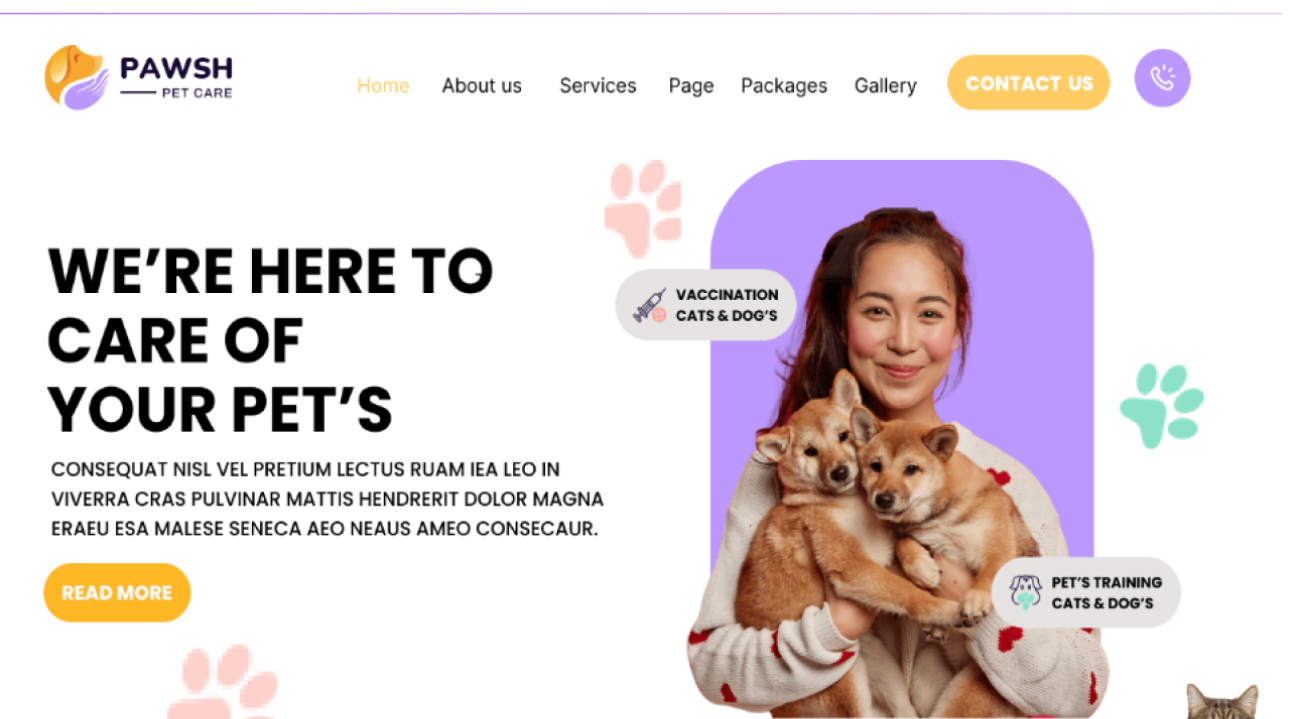 PAWSH
PET CARE
Home About us Services Page Packages Gallery CONTACT US
WE’RE HERE TO
CARE OF
YOUR PET’S
CONSEQUAT NISL VEL PRETIUM LECTUS RUAM IEA LEO IN
VIVERRA CRAS PULVINAR MATTIS HENDRERIT DOLOR MAGNA
ERAEU ESA MALESE SENECA AEO NEAUS AMEO CONSECAUR.
READ MORE
VACCINATION
CATS & DOG’S
PET’S TRAINING
CATS & DOG’S